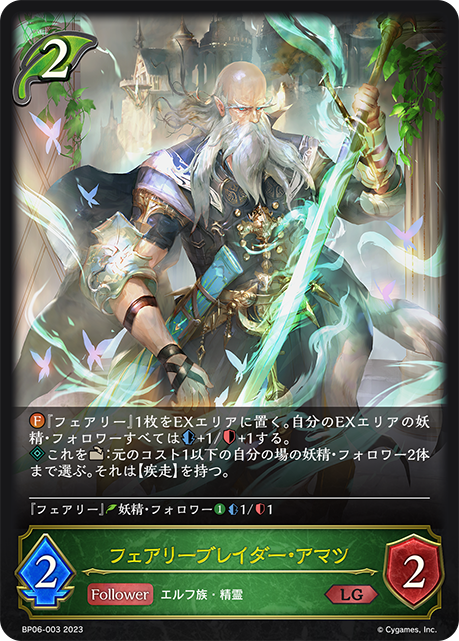 2
F『フェアリー』1枚をEXエリアに置く。自分のEXエリアの妖
精・フォロワーすべては+1/+1する。
これを:元のコスト1以下の自分の場の妖精・フォロワー2体
まで選ぶ。それは【疾走】を持つ。
『フェアリー』妖精・フォロワー1 1/1
フェアリーブレイダー・アマツ
2
Follower エルフ族・精霊 LG
2
BP06-003 2023
© Cygames, Inc.